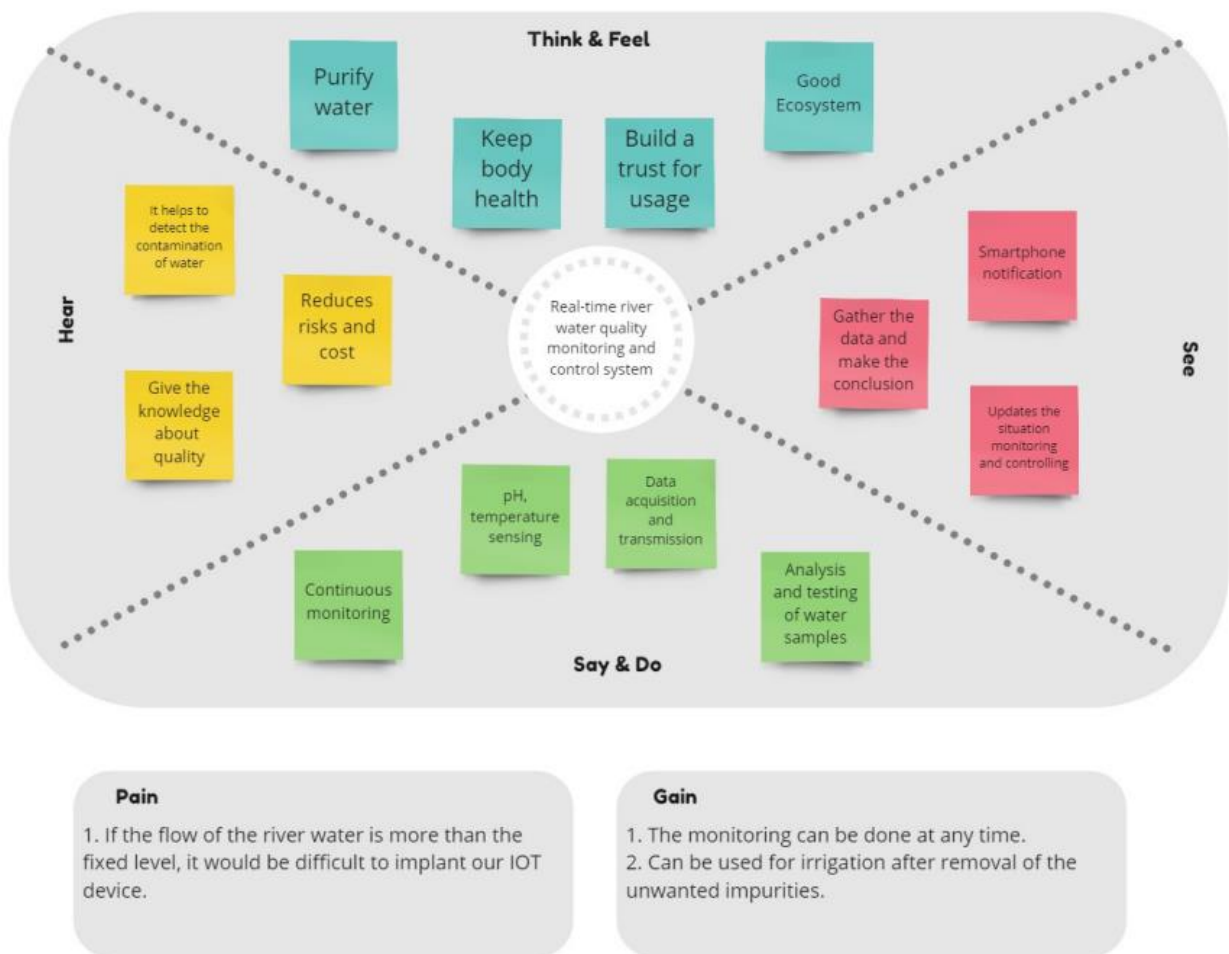 Think & Feel
Purify
water
Keep
body
health
Build a
trust for
usage
Good
Ecosystem
Hear
It helps to
detect the
contamination
of water
Reduces
risks and
cost
Give the
knowledge
about
quality
Real-time river
water quality
monitoring and
control system
See
Smartphone
notification
Gather the
data and
make the
conclusion
Updates the
situation
monitoring
and controlling
pH,
temperature
sensing
Data
acquisition
and
transmission
Continuous
monitoring
Analysis
and testing
of water
samples
Say & Do
Pain
1. If the flow of the river water is more than the
fixed level, it would be difficult to implant our IOT
device.
Gain
1. The monitoring can be done at any time.
2. Can be used for irrigation after removal of the
unwanted impurities.